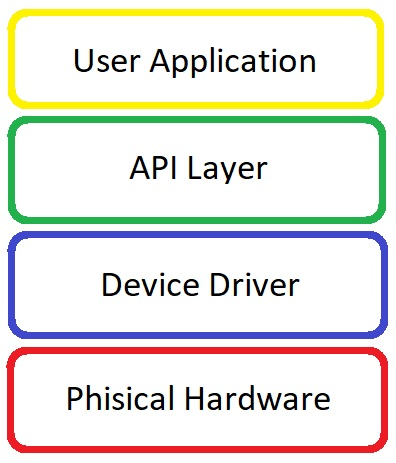 User Application
API Layer
Device Driver
Phisical Hardware